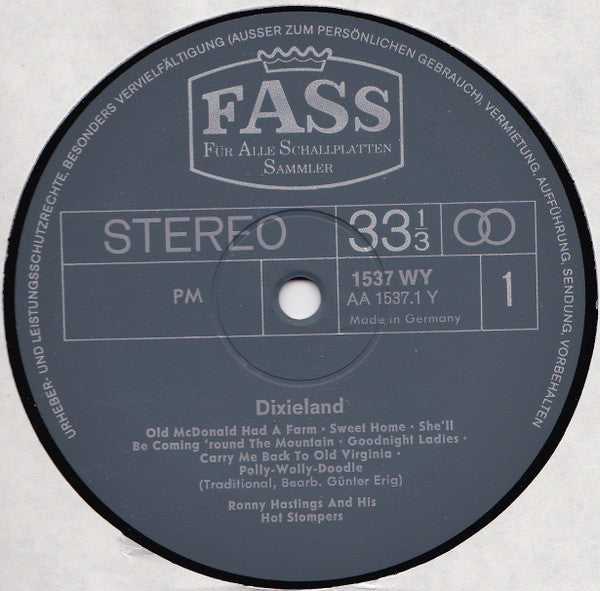 URHEBER- UND LEISTUNGSSCHUTZRECHTE, BESONDERS VERVIELFÄLTIGUNG (AUSSER ZUM PERSÖNLICHEN GEBRAUCH), VERMIETUNG, AUFFÜHRUNG, SENDUNG, VORBEHALTEN
FASS
FÜR ALLE SCHALLPLATTEN
SAMMLER
STEREO 33 1/3
PM 1537 WY 1
AA 1537.1 Y
Made in Germany
Dixieland
Old McDonald Had A Farm · Sweet Home · She'll
Be Coming 'round The Mountain · Goodnight Ladies ·
Carry Me Back To Old Virginia ·
Polly-Wolly-Doodle
(Traditional, Bearb. Günter Erig)
Ronny Hastings And His
Hot Stompers